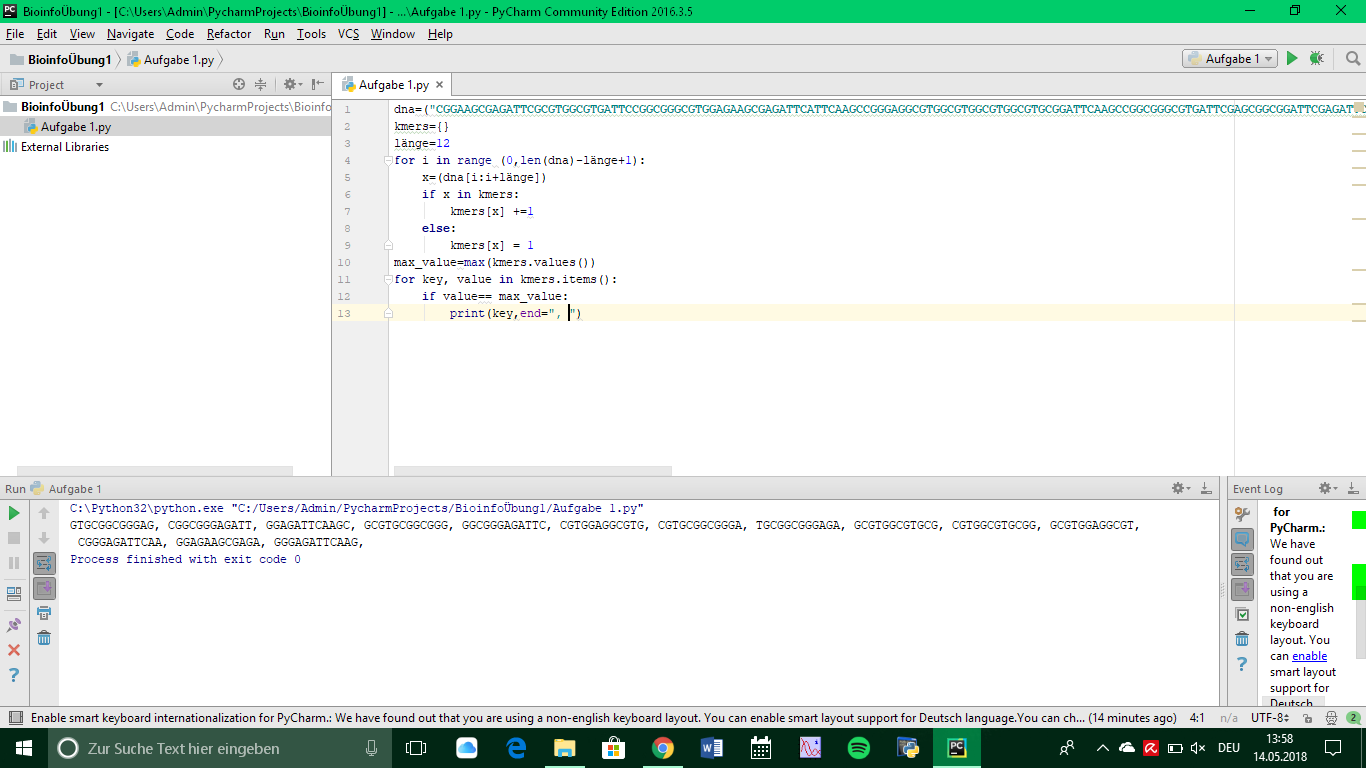 BioinfoÜbung1 - [C:\Users\Admin\PycharmProjects\BioinfoÜbung1] - ...\Aufgabe 1.py - PyCharm Community Edition 2016.3.5
File Edit View Navigate Code Refactor Run Tools VCS Window Help
BioinfoÜbung1 Aufgabe 1.py Aufgabe 1
Project
Aufgabe 1.py
BioinfoÜbung1 C:\Users\Admin\PycharmProjects\Bioinfo
Aufgabe 1.py
External Libraries
1 dna=("CGGAAGCGAGATTCGCGTGGCGTGATTCCGGCGGGCGTGGAGAAGCGAGATTCATTCAAGCCGGGAGGCGTGGCGTGGCGTGGCGTGCGGATTCAAGCCGGCGGGCGTGATTCGAGCGGCGGATTCGAGATTC
2 kmers={}
3 länge=12
4 for i in range (0,len(dna)-länge+1):
5 x=(dna[i:i+länge])
6 if x in kmers:
7 kmers[x] +=1
8 else:
9 kmers[x] = 1
10 max_value=max(kmers.values())
11 for key, value in kmers.items():
12 if value== max_value:
13 print(key,end=", ")
Run Aufgabe 1
C:\Python32\python.exe "C:/Users/Admin/PycharmProjects/BioinfoÜbung1/Aufgabe 1.py"
GTGCGGCGGGAG, CGGCGGGAGATT, GGAGATTCAAGC, GCGTGCGGCGGG, GGCGGGAGATTC, CGTGGAGGCGTG, CGTGCGGCGGGA, TGCGGCGGGAGA, GCGTGGCGTGCG, CGTGGCGTGCGG, GCGTGGAGGCGT,
CGGGAGATTCAA, GGAGAAGCGAGA, GGGAGATTCAAG,
Process finished with exit code 0
Event Log
for
PyCharm.:
We have
found out
that you are
using a
non-english
keyboard
layout. You
can enable
smart layout
support for
Deutsch
Enable smart keyboard internationalization for PyCharm.: We have found out that you are using a non-english keyboard layout. You can enable smart layout support for Deutsch language.You can ch... (14 minutes ago) 4:1 n/a UTF-8 2
Zur Suche Text hier eingeben
DEU
13:58
14.05.2018